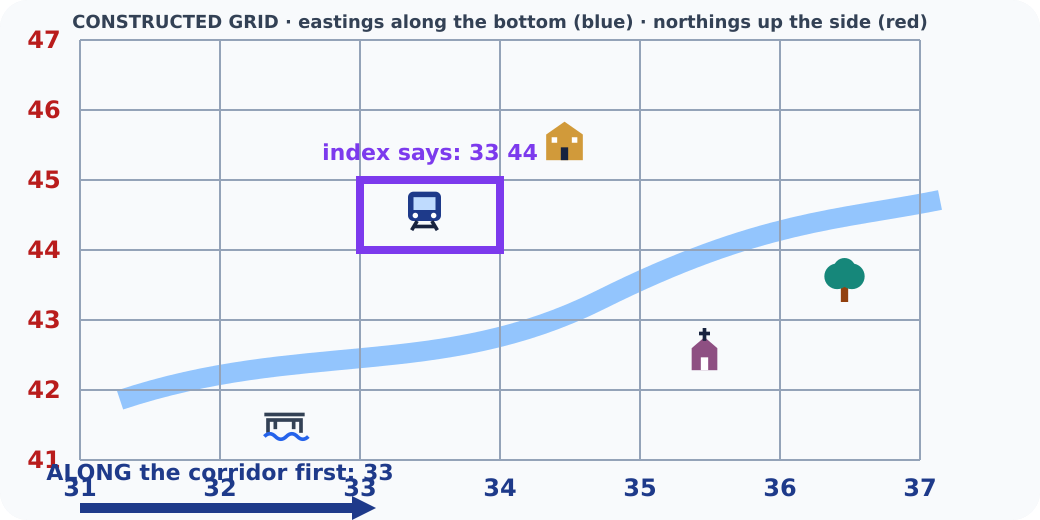 CONSTRUCTED GRID · eastings along the bottom (blue) · northings up the side (red)
47
46
index says: 33 44
45
44
43
42
41
ALONG the corridor first: 33
31 32 33 34 35 36 37